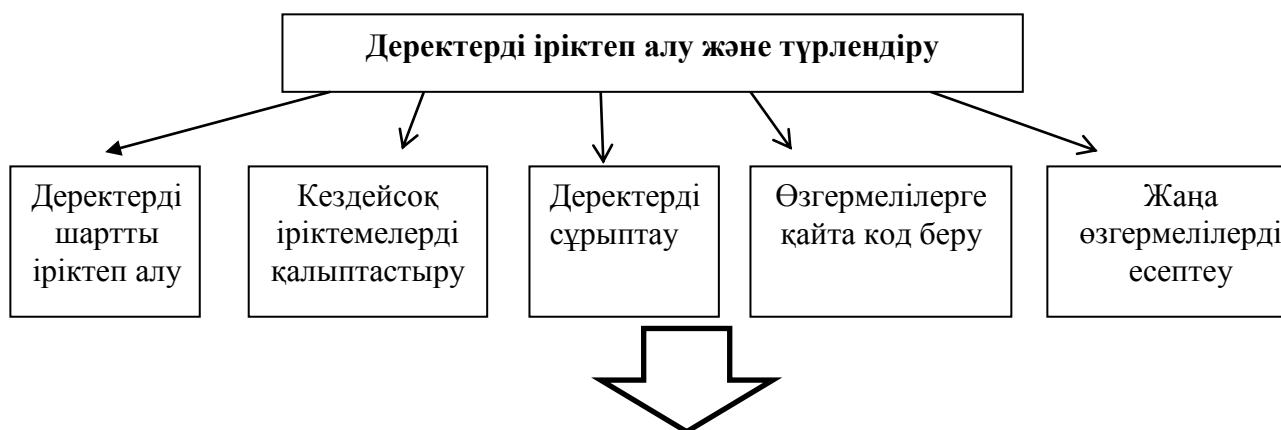 Деректерді іріктеп алу және түрлендіру
Деректерді
шартты
іріктеп алу
Кездейсоқ
іріктемелерді
қалыптастыру
Деректерді
сұрыптау
Өзгермелілерге
қайта код беру
Жаңа
өзгермелілерді
есептеу